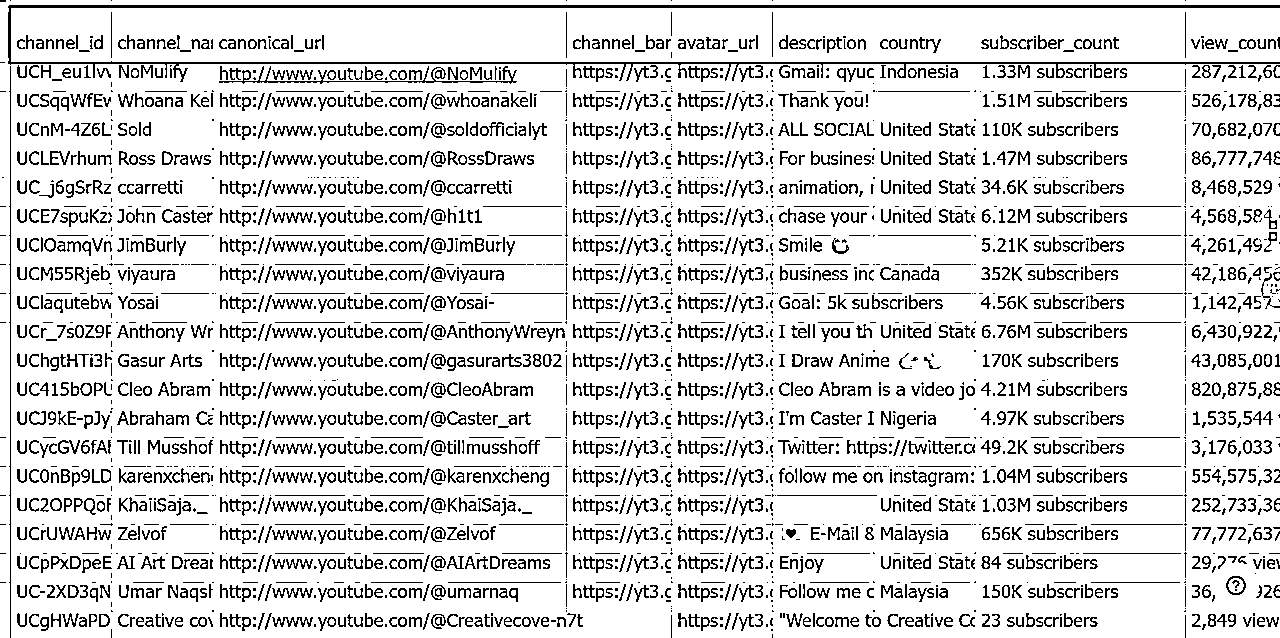 channel_id channel_nar canonical_url channel_bar avatar_url description country subscriber_count view_count
UCH_eu1lvv NoMulify http://www.youtube.com/@NoMulify https://yt3.g https://yt3. Gmail: qyuc Indonesia 1.33M subscribers 287,212,60
UCSqqWfEw Whoana Kel http://www.youtube.com/@whoanakeli https://yt3.g https://yt3. Thank you! 1.51M subscribers 526,178,83
UCnM-4Z6L Sold http://www.youtube.com/@soldofficialyt https://yt3.g https://yt3. ALL SOCIAL United State 110K subscribers 70,682,070
UCLEVrhum Ross Draws http://www.youtube.com/@RossDraws https://yt3.g https://yt3. For busines United State 1.47M subscribers 86,777,748
UC_j6gSrRz ccarretti http://www.youtube.com/@ccarretti https://yt3.g https://yt3. animation, United State 34.6K subscribers 8,468,529
UCE7spuKz John Caster http://www.youtube.com/@h1t1 https://yt3.g https://yt3. chase your United State 6.12M subscribers 4,568,584
UClOamqVn JimBurly http://www.youtube.com/@JimBurly https://yt3.g https://yt3. Smile 5.21K subscribers 4,261,492
UCM55Rjeb viyaura http://www.youtube.com/@viyaura https://yt3.g https://yt3. business inc Canada 352K subscribers 42,186,456
UClaqutebw Yosai http://www.youtube.com/@Yosai- https://yt3.g https://yt3. Goal: 5k subscribers 4.56K subscribers 1,142,457
UCr_7s0Z9F Anthony Wr http://www.youtube.com/@AnthonyWreyn https://yt3.g https://yt3. I tell you th United State 6.76M subscribers 6,430,922,
UChgtHTi3h Gasur Arts http://www.youtube.com/@gasurarts3802 https://yt3.g https://yt3. I Draw Anime 170K subscribers 43,085,001
UC415bOPU Cleo Abram http://www.youtube.com/@CleoAbram https://yt3.g https://yt3. Cleo Abram is a video jo 4.21M subscribers 820,875,88
UCJ9kE-pJy Abraham Ca http://www.youtube.com/@Caster_art https://yt3.g https://yt3. I'm Caster I Nigeria 4.97K subscribers 1,535,544
UCycGV6fA Till Musshof http://www.youtube.com/@tillmusshoff https://yt3.g https://yt3. Twitter: https://twitter.co 49.2K subscribers 3,176,033
UC0nBp9LD karenxchen http://www.youtube.com/@karenxcheng https://yt3.g https://yt3. follow me on instagram: 1.04M subscribers 554,575,32
UC2OPPQof KhaiiSaja._ http://www.youtube.com/@KhaiiSaja._ https://yt3.g https://yt3. United State 1.03M subscribers 252,733,36
UCrUWAHw Zelvof http://www.youtube.com/@Zelvof https://yt3.g https://yt3. ♥ E-Mail & Malaysia 656K subscribers 77,772,637
UCpPxDpeE AI Art Drear http://www.youtube.com/@AIArtDreams https://yt3.g https://yt3. Enjoy United State 84 subscribers view
UC-2XD3qN Umar Naqsh http://www.youtube.com/@umarnaq https://yt3.g https://yt3. Follow me c Malaysia 150K subscribers 36,
UCgHWaPD Creative cov http://www.youtube.com/@Creativecove-n7t https://yt3. "Welcome to Creative Co 23 subscribers 2,849 view